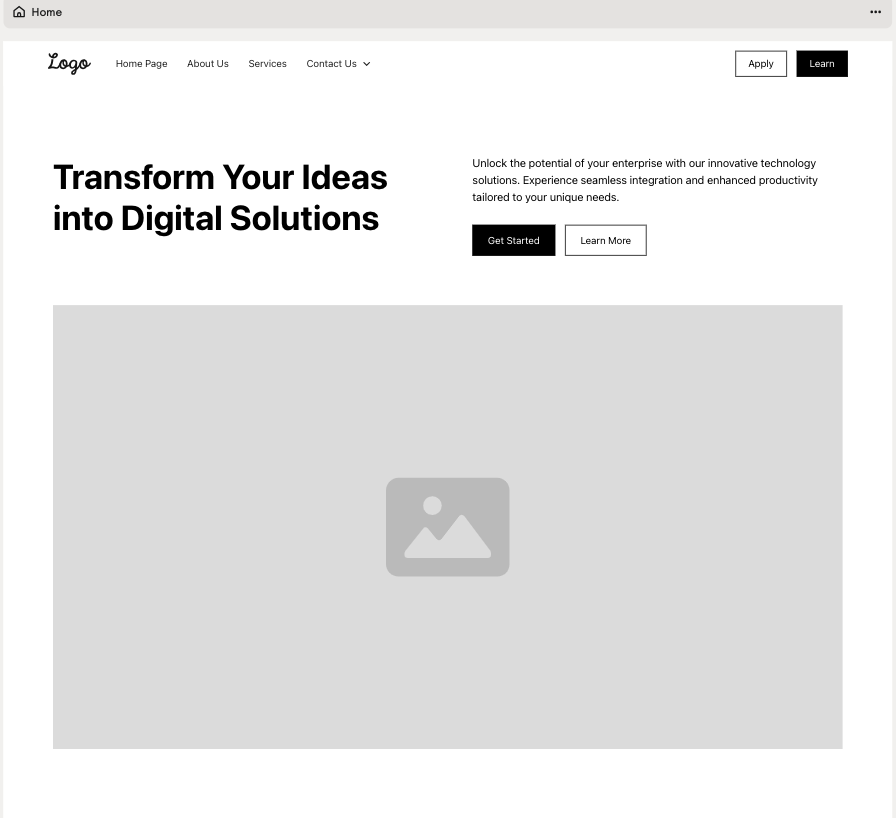 Home
Logo
Home Page
About Us
Services
Contact Us
Apply
Learn
Transform Your Ideas
into Digital Solutions
Unlock the potential of your enterprise with our innovative technology
solutions. Experience seamless integration and enhanced productivity
tailored to your unique needs.
Get Started
Learn More